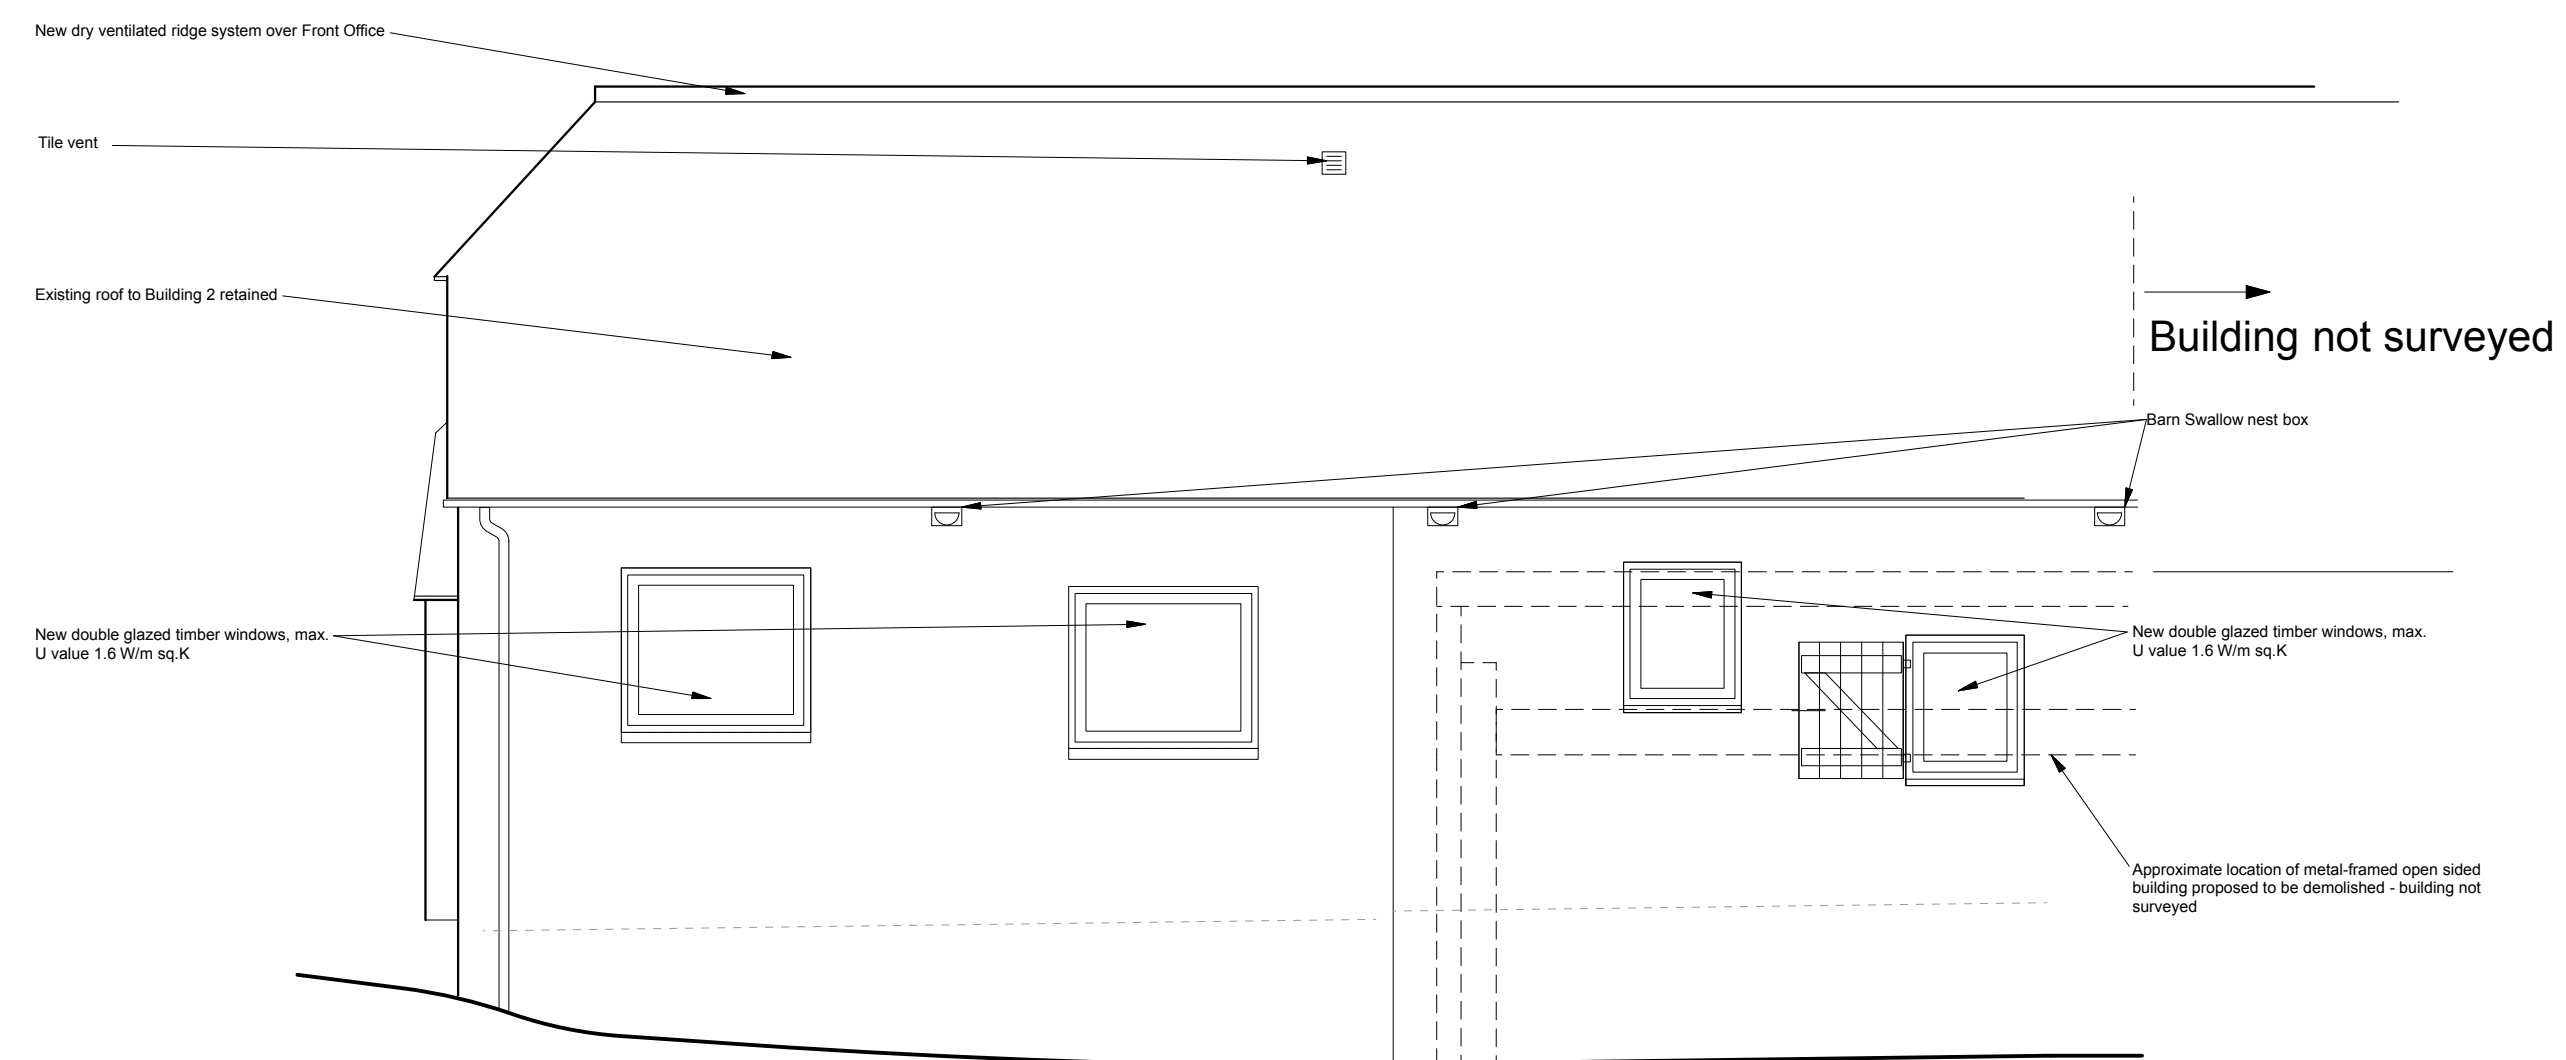 New dry ventilated ridge system over Front Office
Tile vent
Existing roof to Building 2 retained
Building not surveyed
Barn Swallow nest box
New double glazed timber windows, max.
U value 1.6 W/m sq.K
New double glazed timber windows, max.
U value 1.6 W/m sq.K
Approximate location of metal-framed open sided
building proposed to be demolished - building not
surveyed